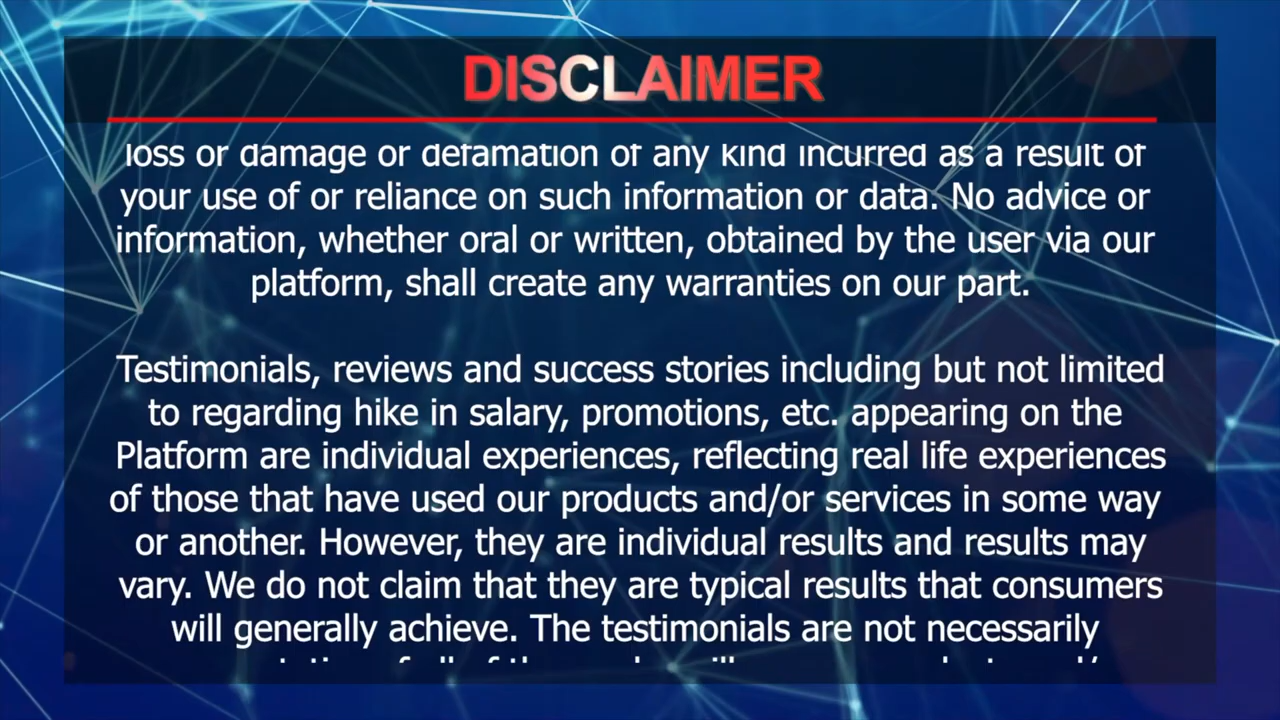 DISCLAIMER
loss or damage or defamation of any kind incurred as a result of
your use of or reliance on such information or data. No advice or
information, whether oral or written, obtained by the user via our
platform, shall create any warranties on our part.
Testimonials, reviews and success stories including but not limited
to regarding hike in salary, promotions, etc. appearing on the
Platform are individual experiences, reflecting real life experiences
of those that have used our products and/or services in some way
or another. However, they are individual results and results may
vary. We do not claim that they are typical results that consumers
will generally achieve. The testimonials are not necessarily